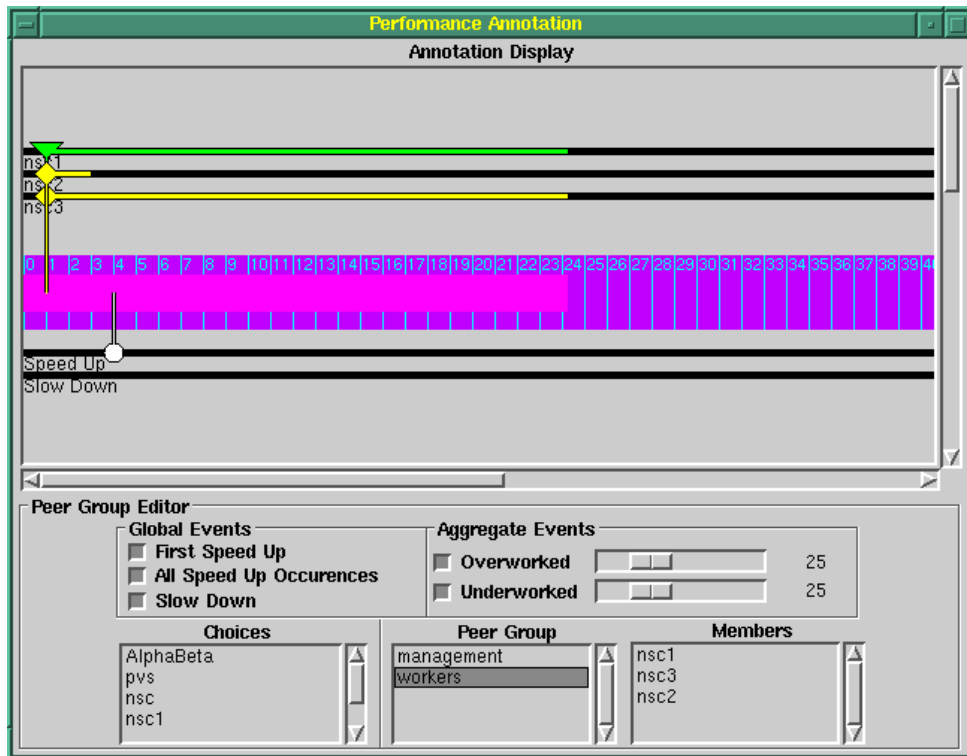 Performance Annotation
Annotation Display
nsc1
nsc2
nsc3
0 1 2 3 4 5 6 7 8 9 10 11 12 13 14 15 16 17 18 19 20 21 22 23 24 25 26 27 28 29 30 31 32 33 34 35 36 37 38 39
Speed Up
Slow Down
Peer Group Editor
Global Events
First Speed Up
All Speed Up Occurences
Slow Down
Aggregate Events
Overworked 25
Underworked 25
Choices
AlphaBeta
pvs
nsc
nsc1
Peer Group
management
workers
Members
nsc1
nsc3
nsc2